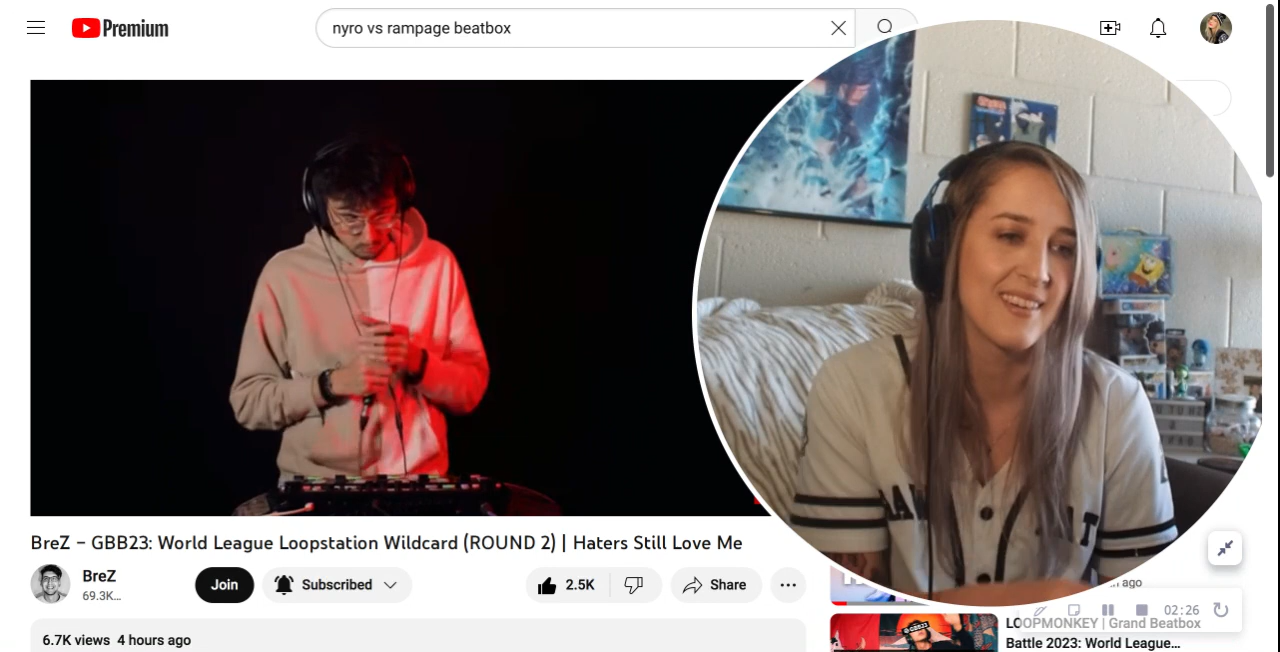 Premium
nyro vs rampage beatbox
BreZ – GBB23: World League Loopstation Wildcard (ROUND 2) | Haters Still Love Me
BreZ
69.3K...
Join
Subscribed
2.5K
Share
6.7K views 4 hours ago
ago
02:26
LOOPMONKEY | Grand Beatbox
Battle 2023: World League...
GBB23